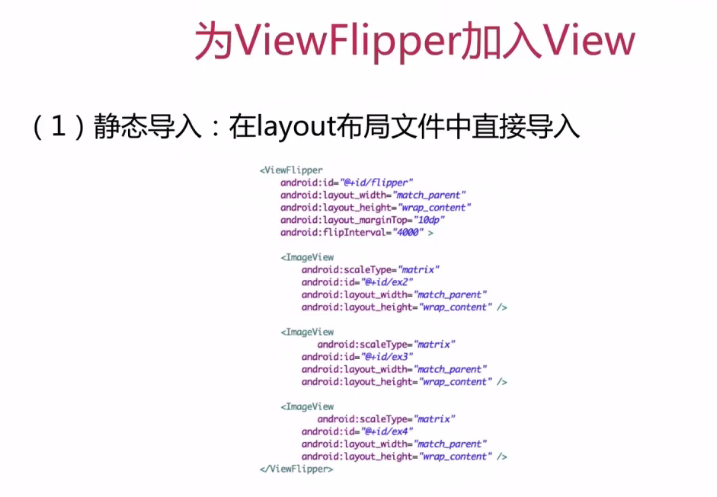 为ViewFlipper加入View
（1）静态导入：在layout布局文件中直接导入
<ViewFlipper
android:id="@+id/flipper"
android:layout_width="match_parent"
android:layout_height="wrap_content"
android:layout_marginTop="10dp"
android:flipInterval="4000" >
<ImageView
android:scaleType="matrix"
android:id="@+id/ex2"
android:layout_width="match_parent"
android:layout_height="wrap_content" />
<ImageView
android:scaleType="matrix"
android:id="@+id/ex3"
android:layout_width="match_parent"
android:layout_height="wrap_content" />
<ImageView
android:scaleType="matrix"
android:id="@+id/ex4"
android:layout_width="match_parent"
android:layout_height="wrap_content" />
</ViewFlipper>